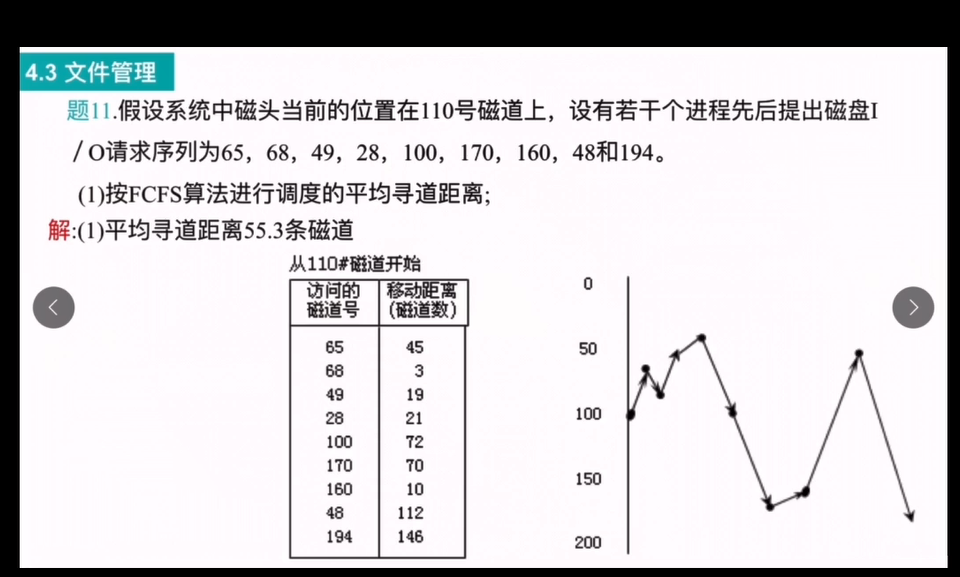 4.3 文件管理
题11.假设系统中磁头当前的位置在110号磁道上，设有若干个进程先后提出磁盘I
/O请求序列为65，68，49，28，100，170，160，48和194。
(1)按FCFS算法进行调度的平均寻道距离;
解:(1)平均寻道距离55.3条磁道
从110#磁道开始
访问的磁道号 移动距离(磁道数)
65 45
68 3
49 19
28 21
100 72
170 70
160 10
48 112
194 146
0
50
100
150
200